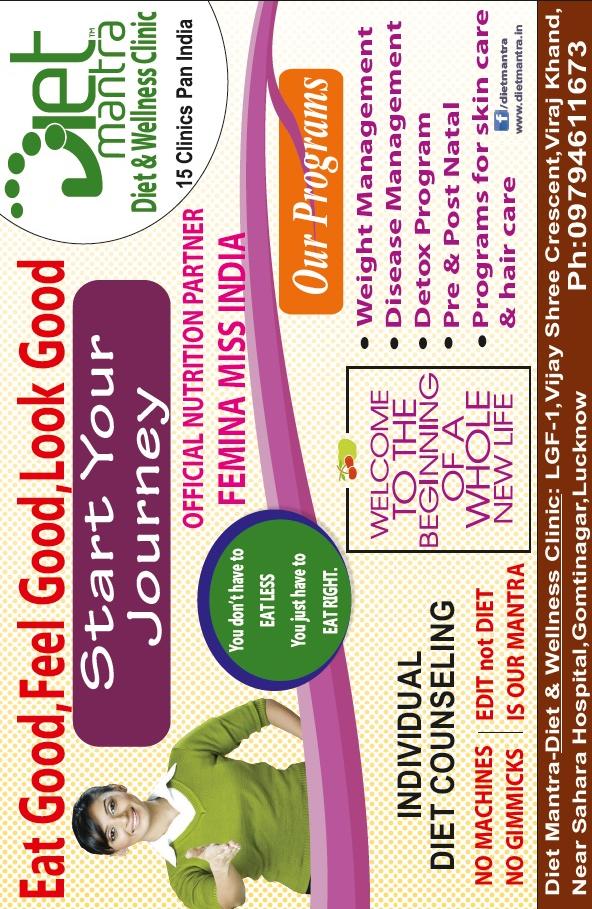 Eat Good,Feel Good,Look Good
Diet™
mantra
Diet & Wellness Clinic
15 Clinics Pan India
Start Your
Journey
OFFICIAL NUTRITION PARTNER
FEMINA MISS INDIA
You don't have to
EAT LESS
You just have to
EAT RIGHT.
Our Programs
• Weight Management
• Disease Management
• Detox Program
• Pre & Post Natal
• Programs for skin care
& hair care
f /dietmantra
www.dietmantra.in
WELCOME
TO THE
BEGINNING
OF A
WHOLE
NEW LIFE
INDIVIDUAL
DIET COUNSELING
NO MACHINES | EDIT not DIET
NO GIMMICKS | IS OUR MANTRA
Diet Mantra-Diet & Wellness Clinic: LGF-1,Vijay Shree Crescent,Viraj Khand,
Near Sahara Hospital,Gomtinagar,Lucknow Ph:09794611673